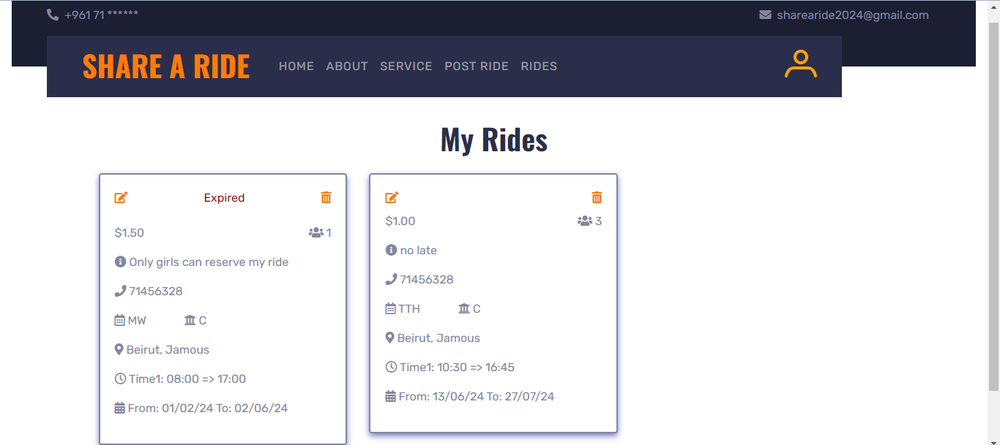 +961 71 ****** sharearide2024@gmail.com
SHARE A RIDE HOME ABOUT SERVICE POST RIDE RIDES
My Rides
Expired
$1.50 1
Only girls can reserve my ride
71456328
MW C
Beirut, Jamous
Time1: 08:00 => 17:00
From: 01/02/24 To: 02/06/24
$1.00 3
no late
71456328
TTH C
Beirut, Jamous
Time1: 10:30 => 16:45
From: 13/06/24 To: 27/07/24